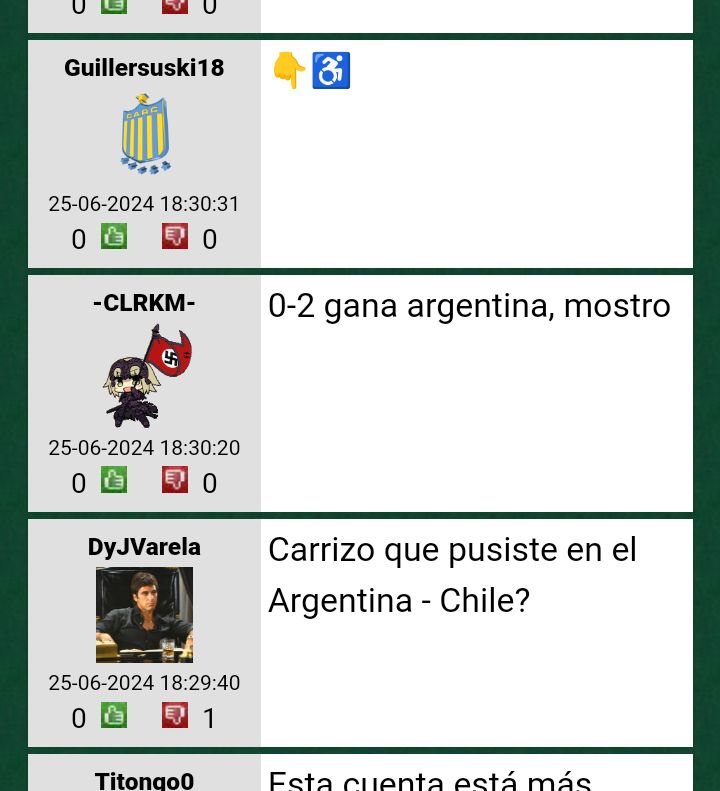 0 0
Guillersuski18
👇♿
CARC
25-06-2024 18:30:31
0 0
-CLRKM-
0-2 gana argentina, mostro
25-06-2024 18:30:20
0 0
DyJVarela
Carrizo que pusiste en el
Argentina - Chile?
25-06-2024 18:29:40
0 1
Titongo0
Esta cuenta está más